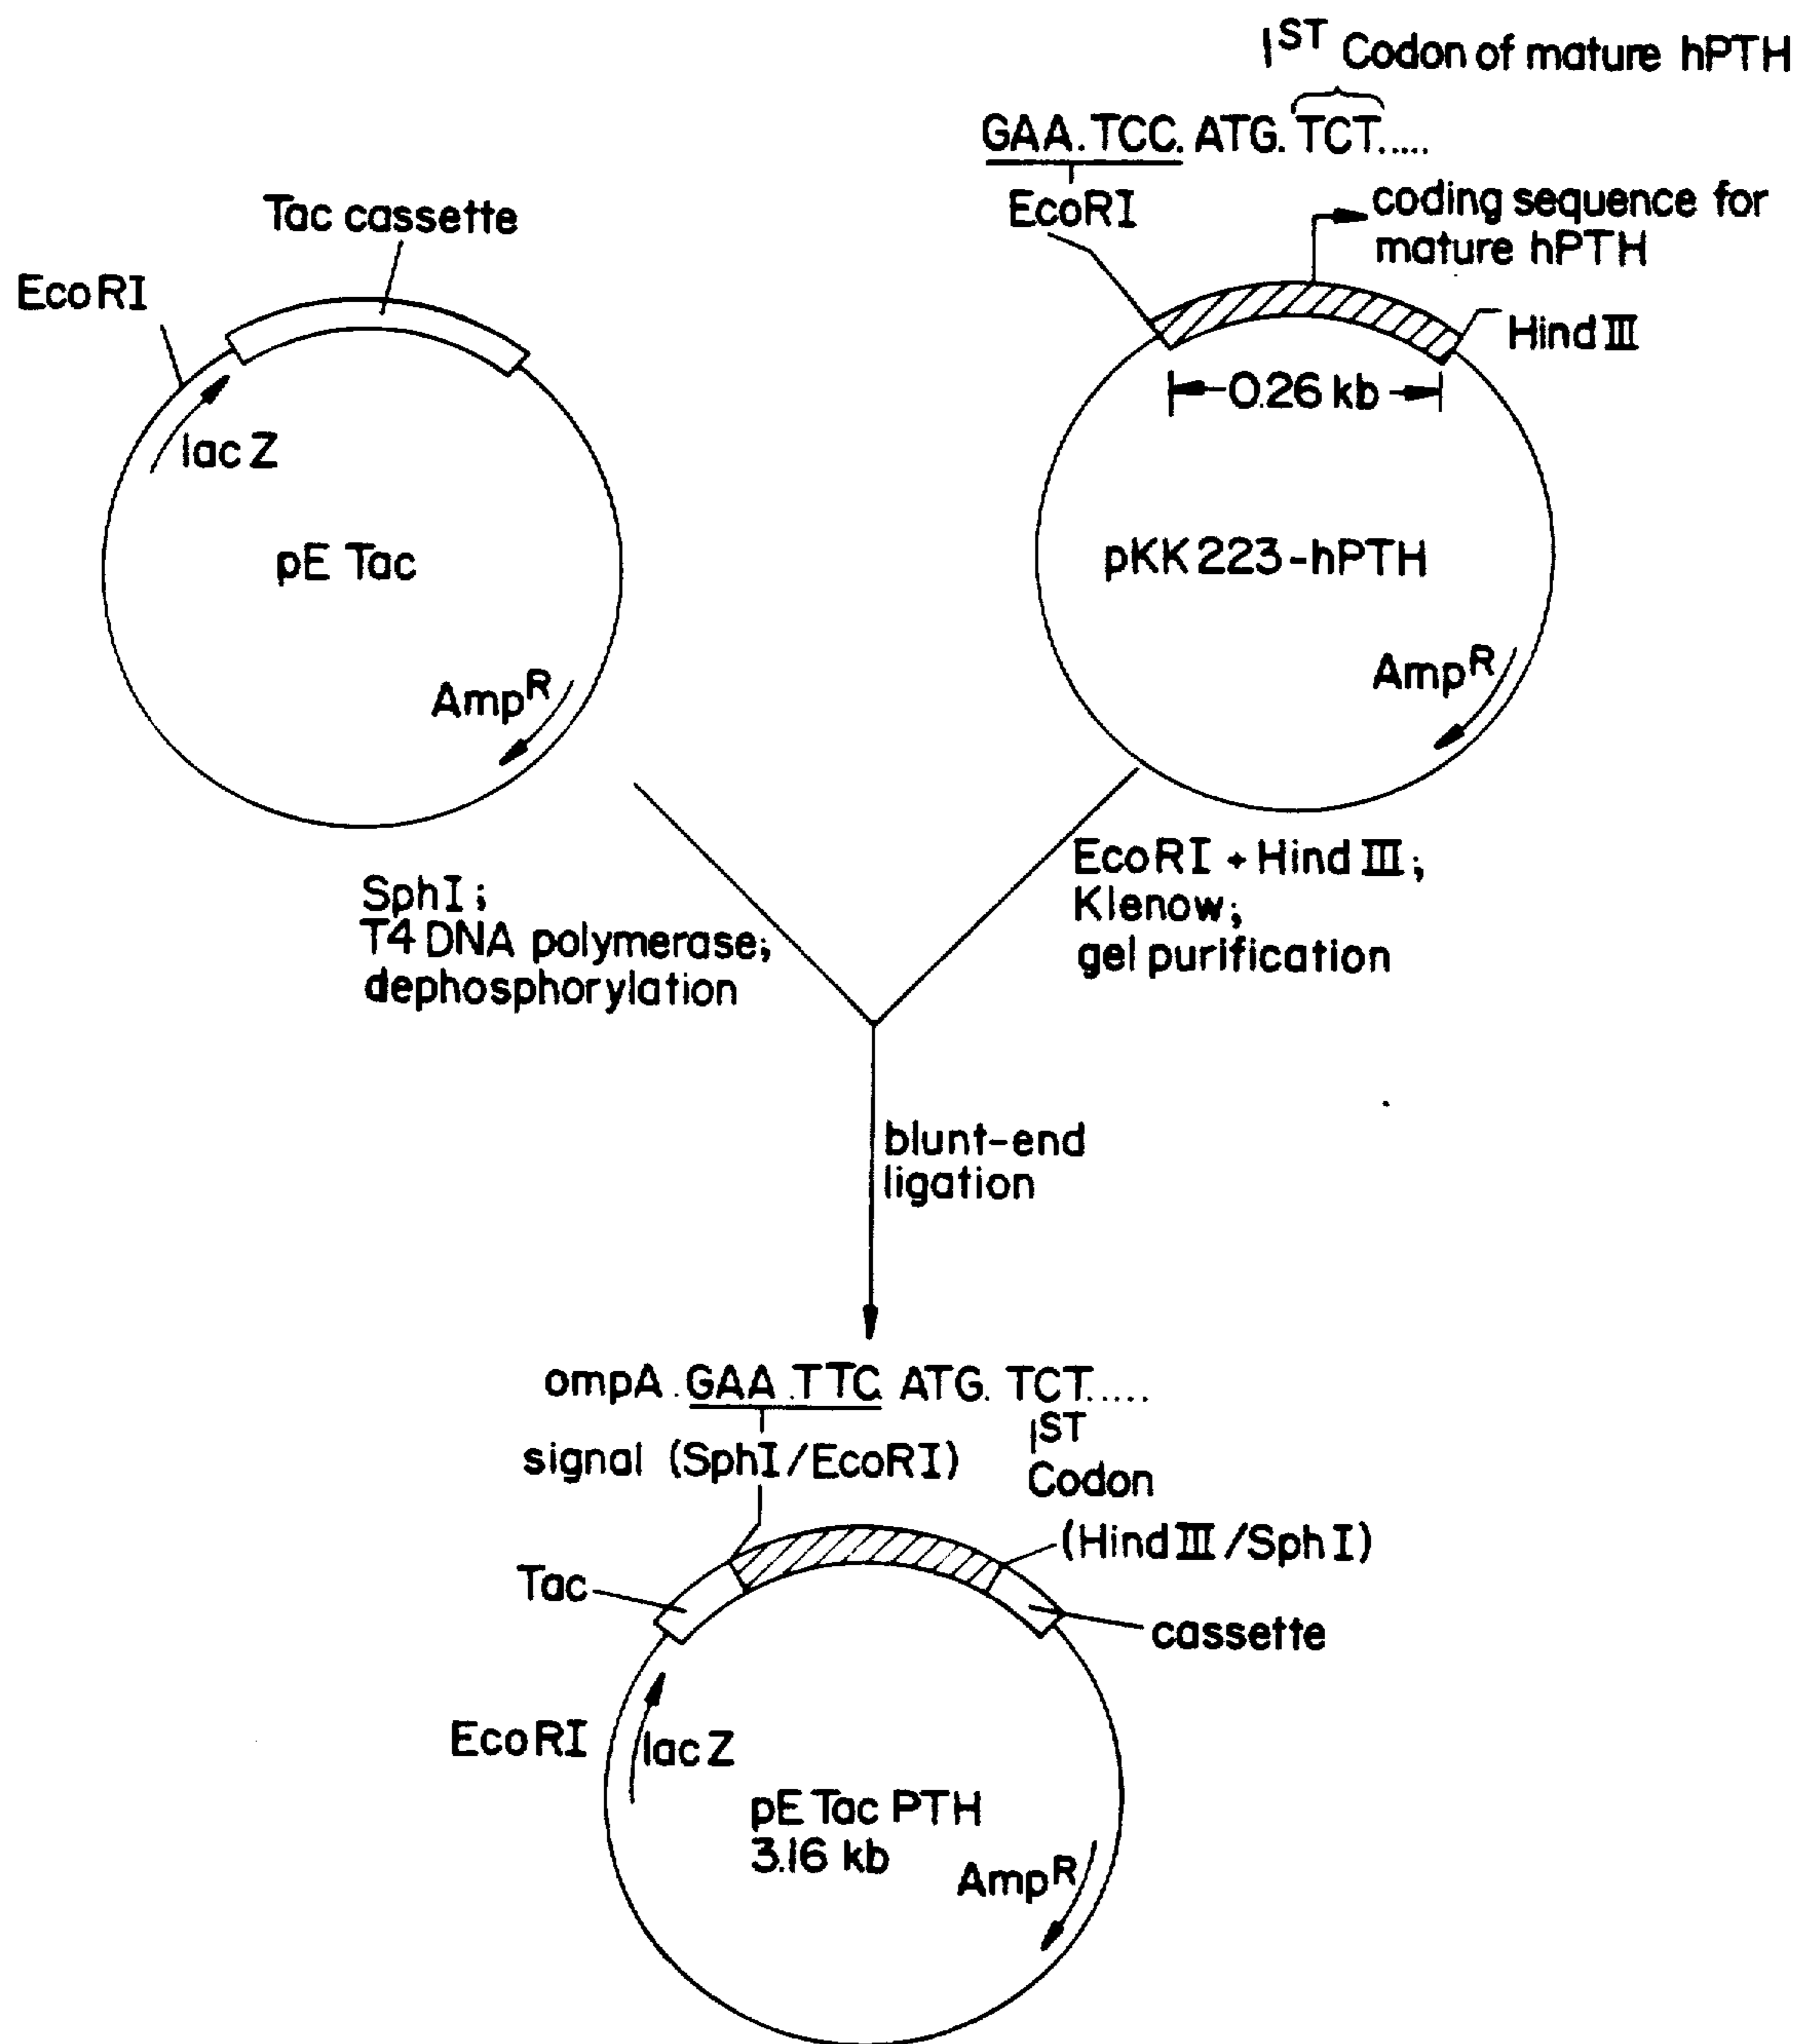 1ST Codon of mature hPTH
GAA.TCC.ATG.TCT.....
EcoRI
coding sequence for
mature hPTH
Hind III
0.26 kb
pKK223-hPTH
AmpR
Tac cassette
EcoRI
lac Z
pE Tac
AmpR
SphI;
T4 DNA polymerase;
dephosphorylation
EcoRI + Hind III;
Klenow;
gel purification
blunt-end
ligation
ompA.GAA.TTC ATG. TCT.....
signal (SphI/EcoRI)
1ST
Codon
(Hind III/SphI)
Tac
cassette
EcoRI
lac Z
pE Tac PTH
3.16 kb
AmpR